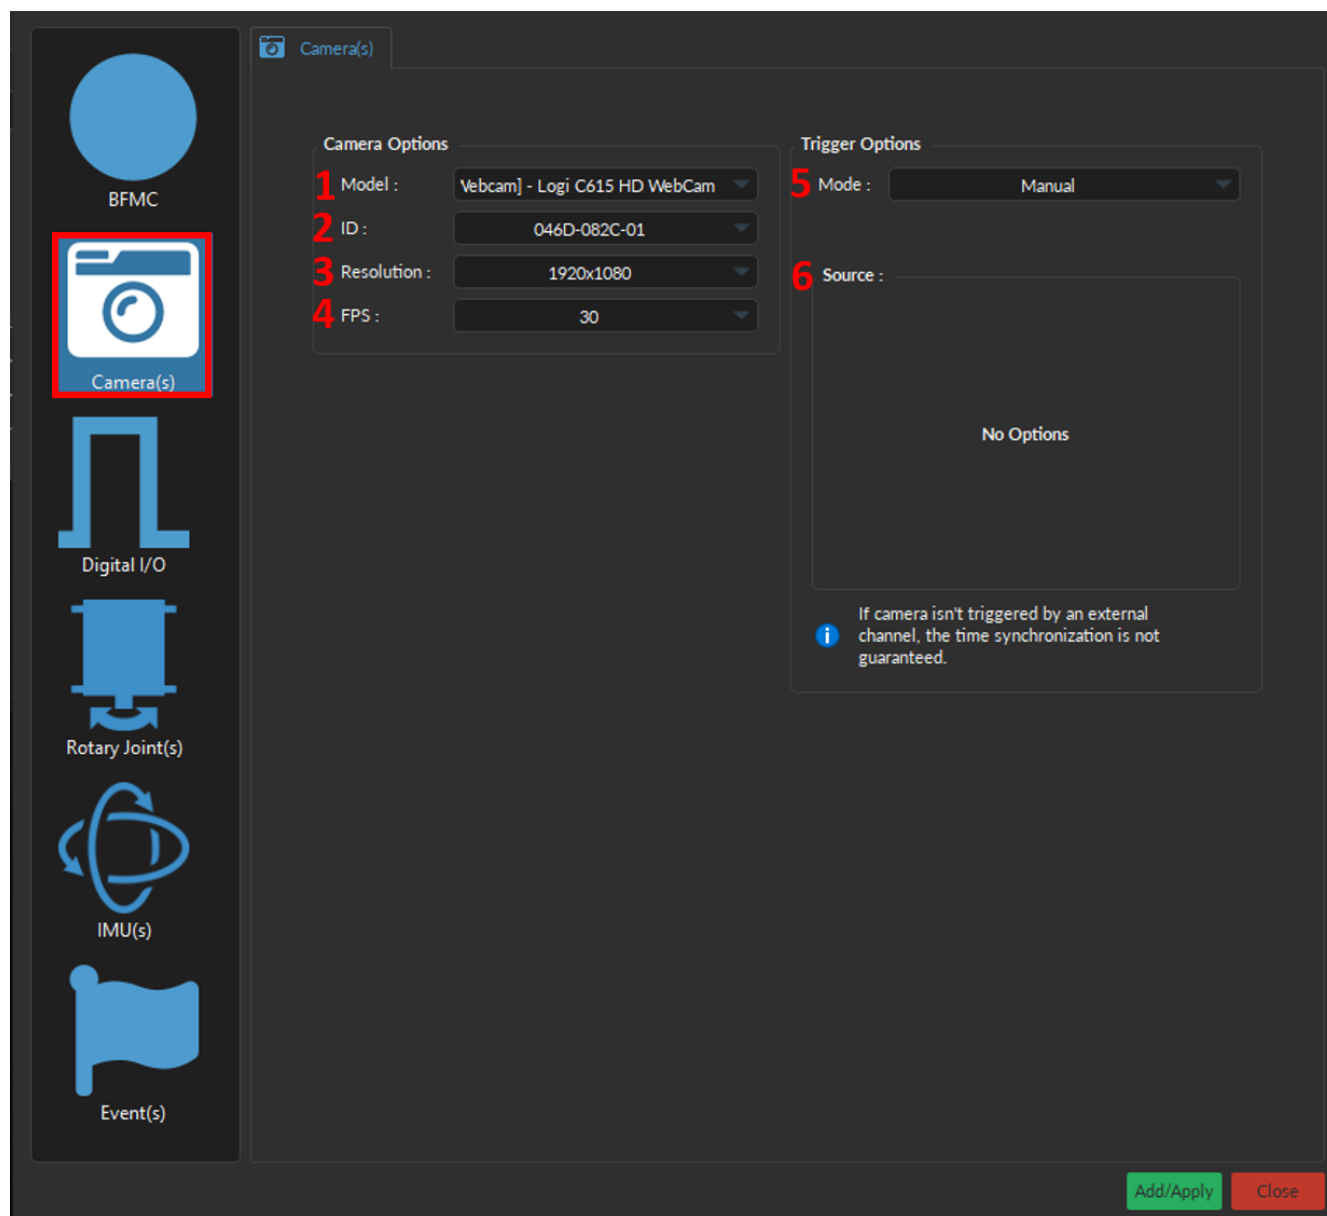 BFMC
Camera(s)
Digital I/O
Rotary Joint(s)
IMU(s)
Event(s)
Camera(s)
Camera Options
1 Model : Webcam] - Logi C615 HD WebCam
2 ID : 046D-082C-01
3 Resolution : 1920x1080
4 FPS : 30
Trigger Options
5 Mode : Manual
6 Source :
No Options
If camera isn't triggered by an external
channel, the time synchronization is not
guaranteed.
Add/Apply Close